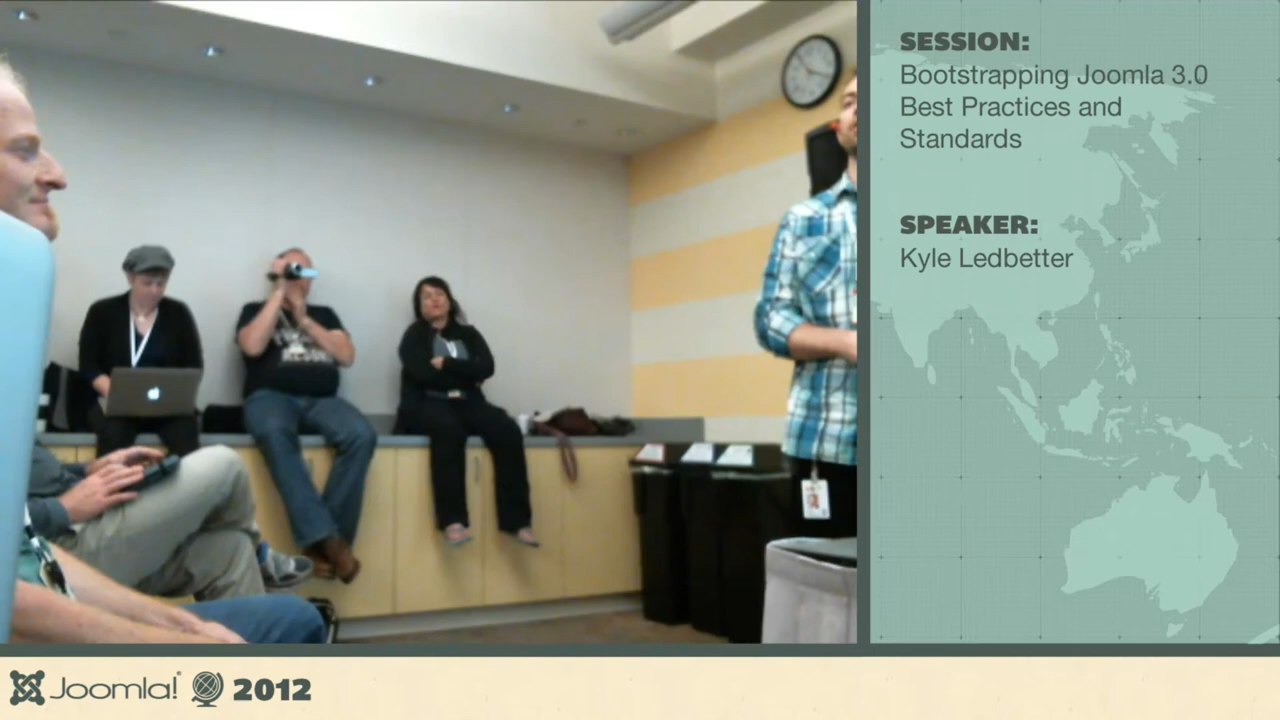 SESSION:
Bootstrapping Joomla 3.0
Best Practices and
Standards
SPEAKER:
Kyle Ledbetter
Joomla!® 2012